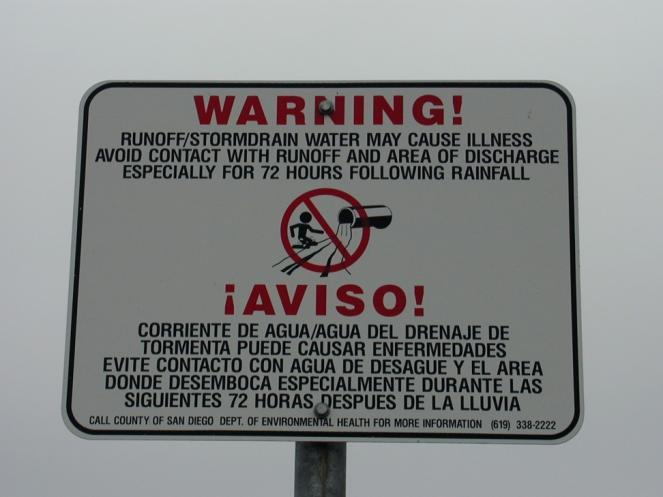 WARNING!
RUNOFF/STORMDRAIN WATER MAY CAUSE ILLNESS
AVOID CONTACT WITH RUNOFF AND AREA OF DISCHARGE
ESPECIALLY FOR 72 HOURS FOLLOWING RAINFALL
¡AVISO!
CORRIENTE DE AGUA/AGUA DEL DRENAJE DE
TORMENTA PUEDE CAUSAR ENFERMEDADES
EVITE CONTACTO CON AGUA DE DESAGUE Y EL AREA
DONDE DESEMBOCA ESPECIALMENTE DURANTE LAS
SIGUIENTES 72 HORAS DESPUES DE LA LLUVIA
CALL COUNTY OF SAN DIEGO DEPT. OF ENVIRONMENTAL HEALTH FOR MORE INFORMATION (619) 338-2222